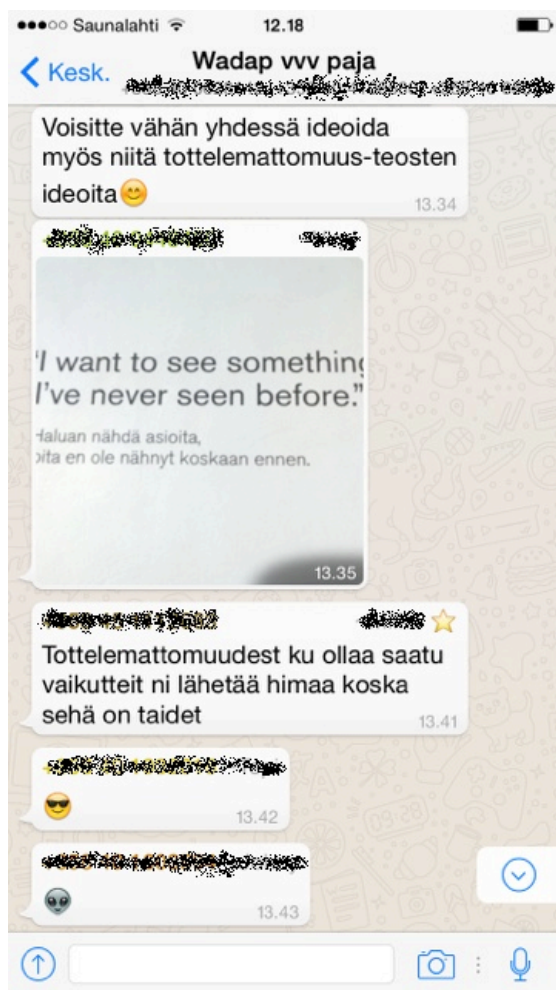 Saunalahti 12.18
Kesk. Wadap vvv paja
Voisitte vähän yhdessä ideoida
myös niitä tottelemattomuus-teosten
ideoita😊
13.34
"I want to see something
I've never seen before."
Haluan nähdä asioita,
oita en ole nähnyt koskaan ennen.
13.35
Tottelemattomuudest ku ollaa saatu
vaikutteit ni lähetää himaa koska
sehä on taidet
13.41
😎
13.42
👽
13.43